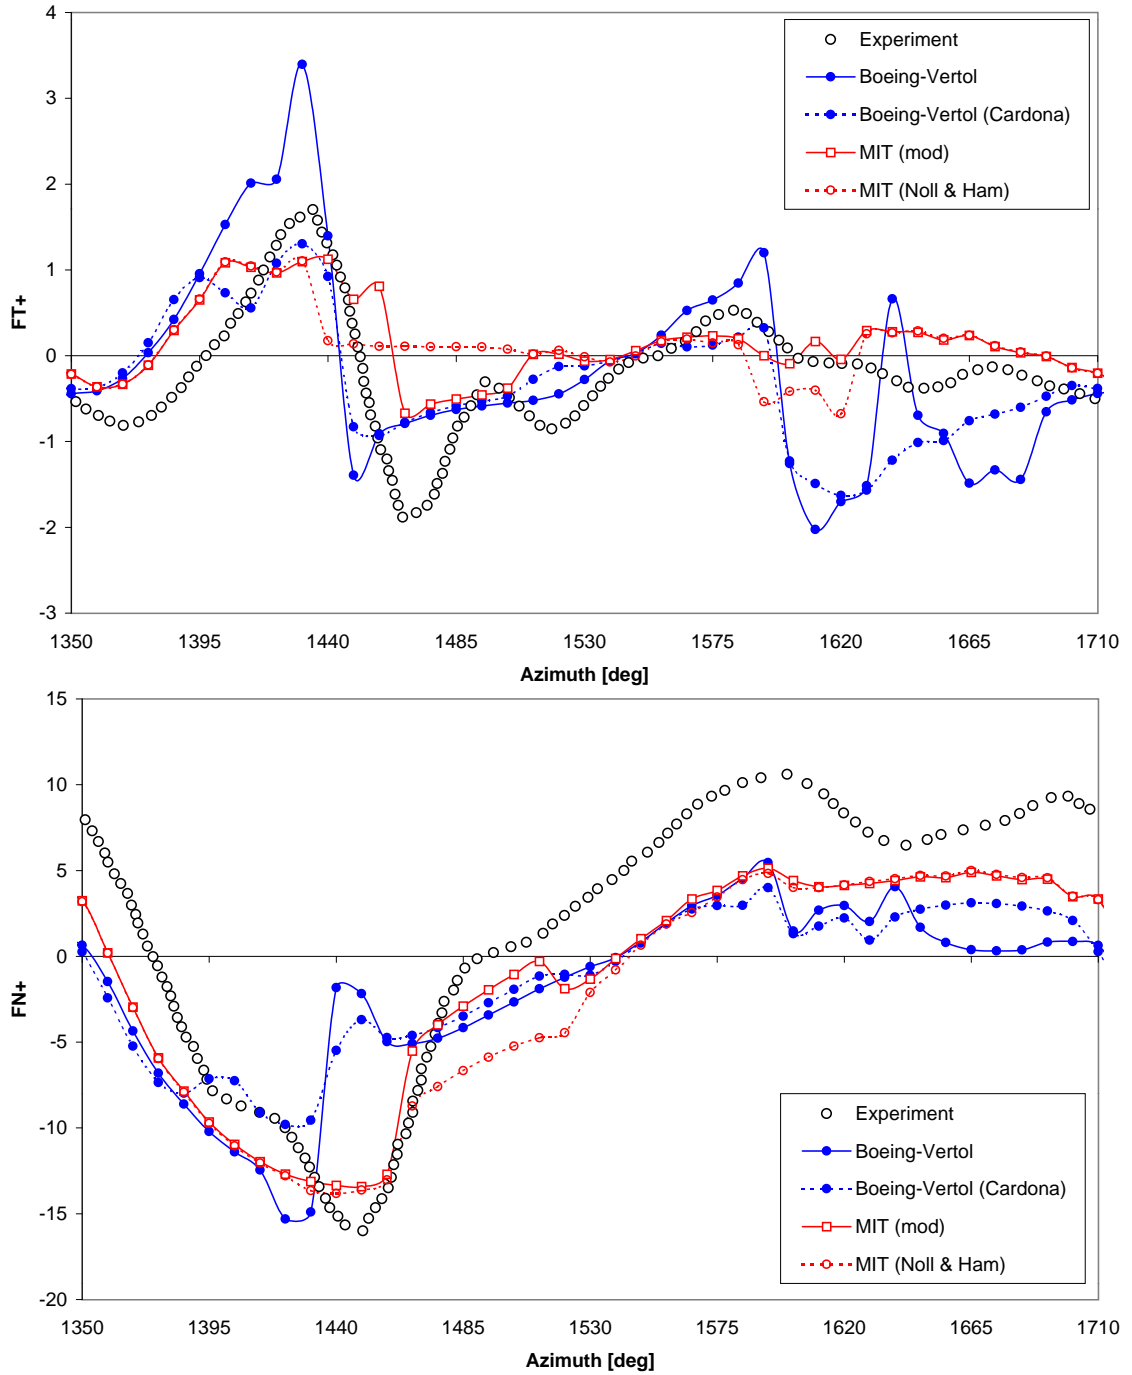 4
3
2
1
0
-1
-2
-3
FT+
Experiment
Boeing-Vertol
Boeing-Vertol (Cardona)
MIT (mod)
MIT (Noll & Ham)
1350 1395 1440 1485 1530 1575 1620 1665 1710
Azimuth [deg]
15
10
5
0
-5
-10
-15
-20
FN+
Experiment
Boeing-Vertol
Boeing-Vertol (Cardona)
MIT (mod)
MIT (Noll & Ham)
1350 1395 1440 1485 1530 1575 1620 1665 1710
Azimuth [deg]